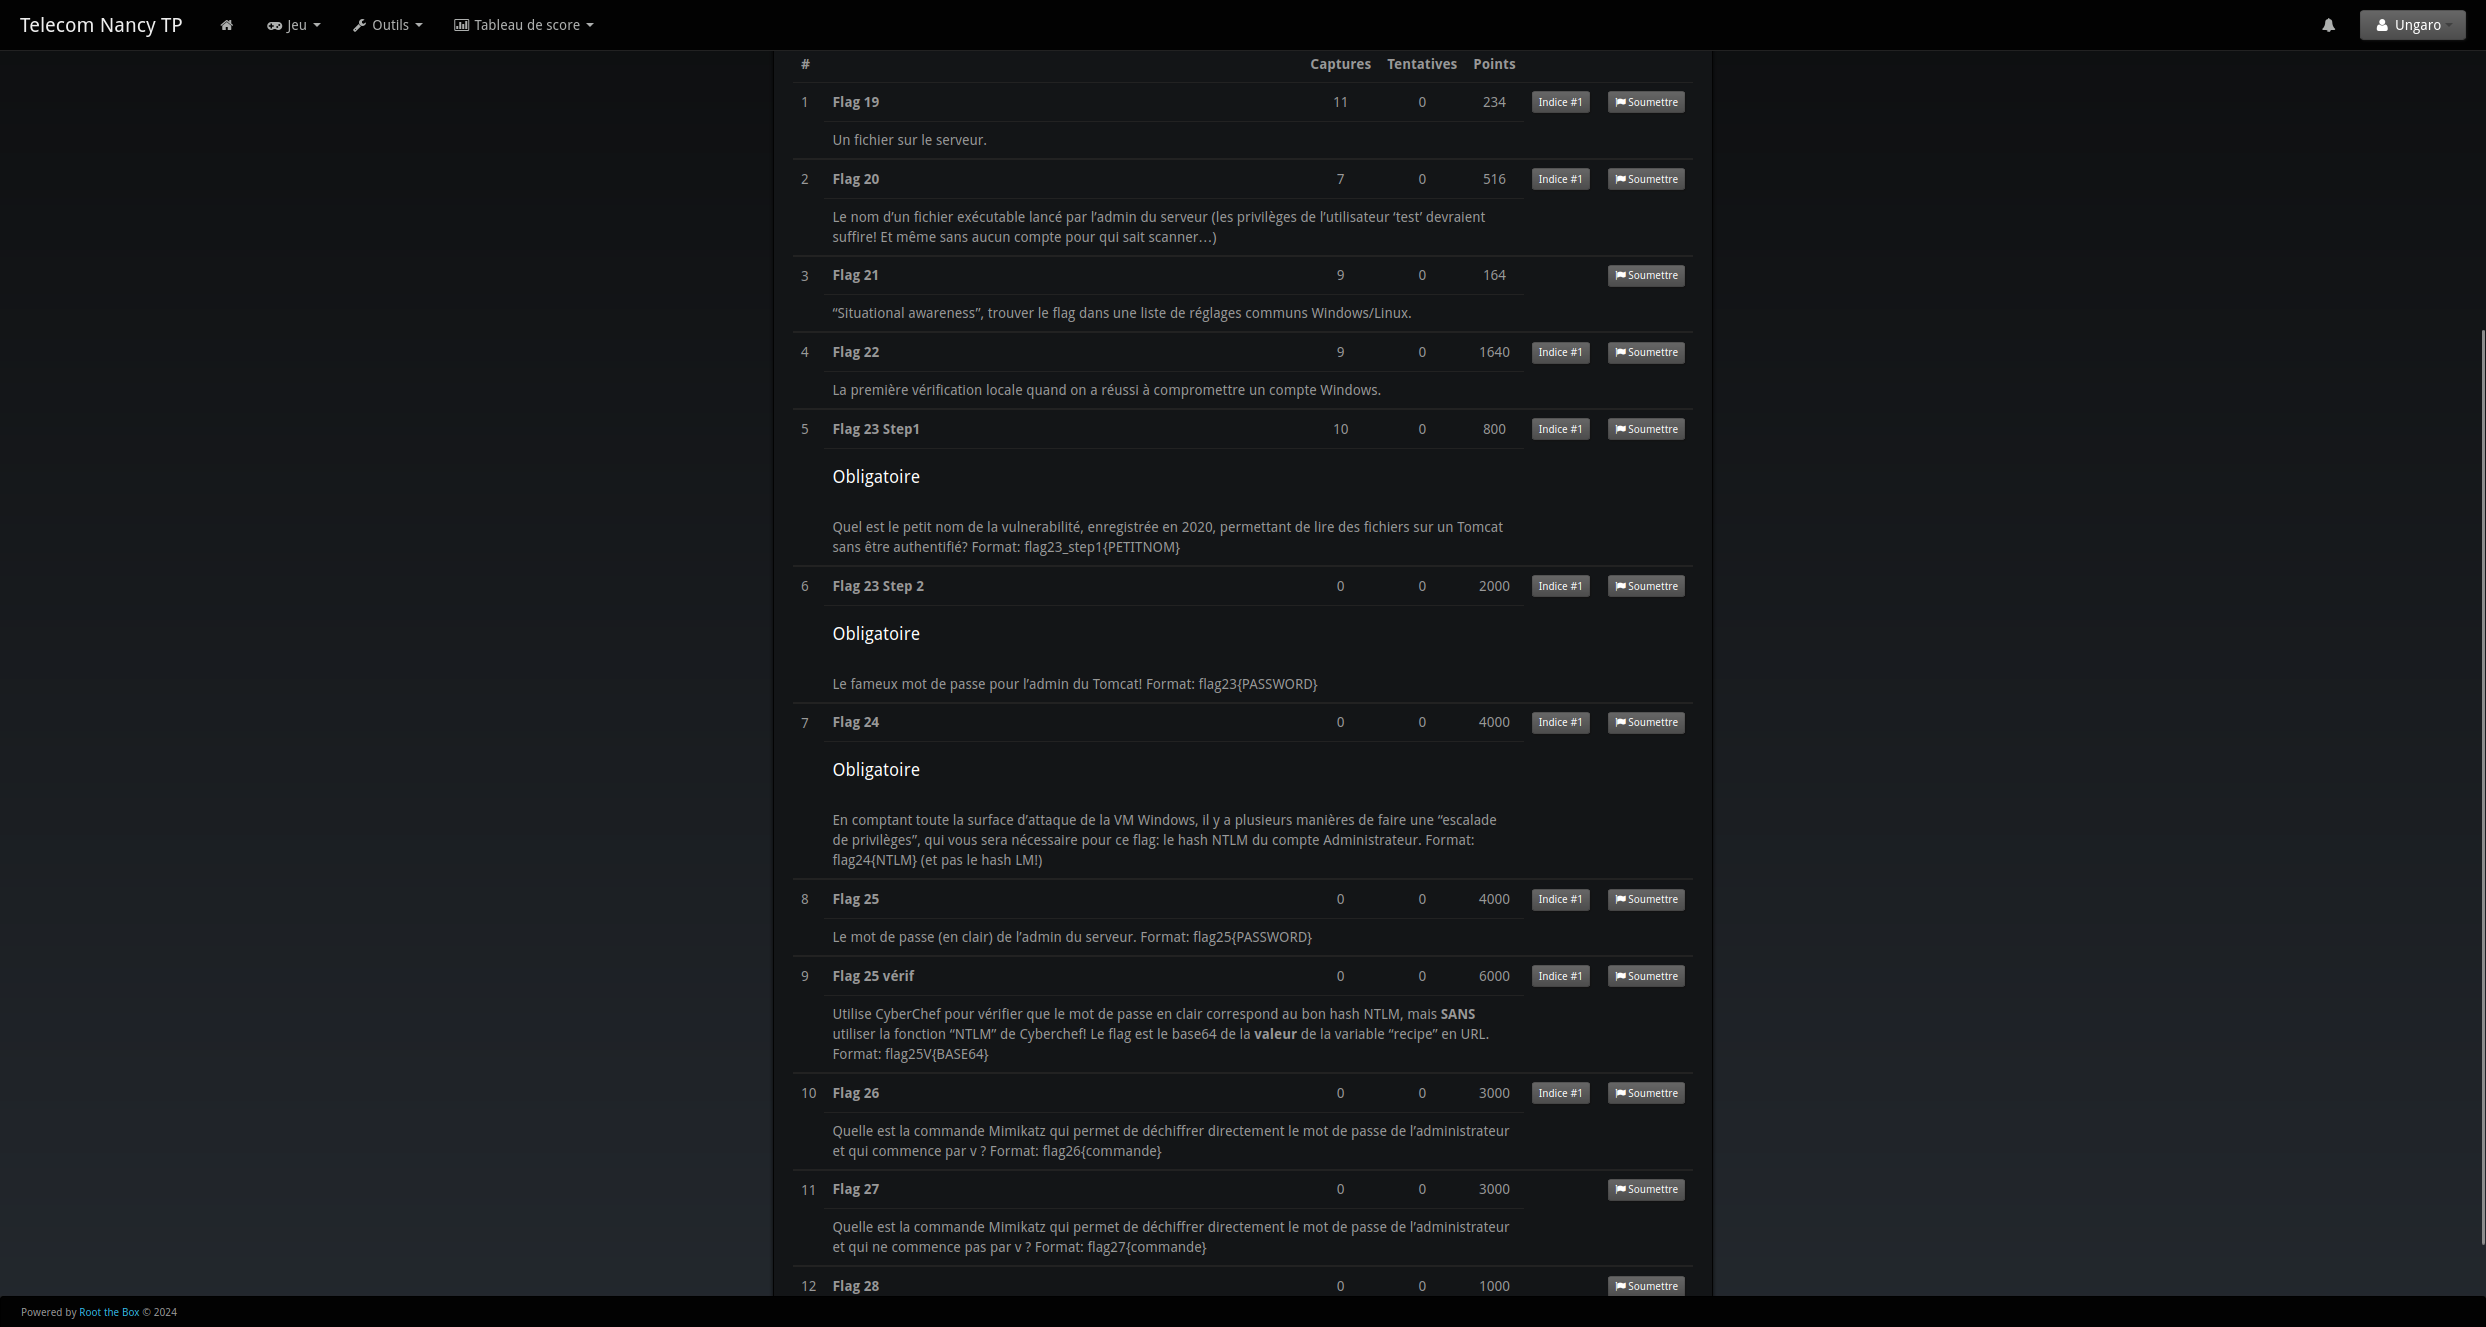 Telecom Nancy TP Jeu Outils Tableau de score Ungaro
# Captures Tentatives Points
1 Flag 19 11 0 234 Indice #1 Soumettre
Un fichier sur le serveur.
2 Flag 20 7 0 516 Indice #1 Soumettre
Le nom d’un fichier exécutable lancé par l’admin du serveur (les privilèges de l’utilisateur ‘test’ devraient
suffire! Et même sans aucun compte pour qui sait scanner…)
3 Flag 21 9 0 164 Soumettre
“Situational awareness”, trouver le flag dans une liste de réglages communs Windows/Linux.
4 Flag 22 9 0 1640 Indice #1 Soumettre
La première vérification locale quand on a réussi à compromettre un compte Windows.
5 Flag 23 Step1 10 0 800 Indice #1 Soumettre
Obligatoire
Quel est le petit nom de la vulnerabilité, enregistrée en 2020, permettant de lire des fichiers sur un Tomcat
sans être authentifié? Format: flag23_step1{PETITNOM}
6 Flag 23 Step 2 0 0 2000 Indice #1 Soumettre
Obligatoire
Le fameux mot de passe pour l’admin du Tomcat! Format: flag23{PASSWORD}
7 Flag 24 0 0 4000 Indice #1 Soumettre
Obligatoire
En comptant toute la surface d’attaque de la VM Windows, il y a plusieurs manières de faire une “escalade
de privilèges”, qui vous sera nécessaire pour ce flag: le hash NTLM du compte Administrateur. Format:
flag24{NTLM} (et pas le hash LM!)
8 Flag 25 0 0 4000 Indice #1 Soumettre
Le mot de passe (en clair) de l’admin du serveur. Format: flag25{PASSWORD}
9 Flag 25 vérif 0 0 6000 Indice #1 Soumettre
Utilise CyberChef pour vérifier que le mot de passe en clair correspond au bon hash NTLM, mais SANS
utiliser la fonction “NTLM” de Cyberchef! Le flag est le base64 de la valeur de la variable “recipe” en URL.
Format: flag25V{BASE64}
10 Flag 26 0 0 3000 Indice #1 Soumettre
Quelle est la commande Mimikatz qui permet de déchiffrer directement le mot de passe de l’administrateur
et qui commence par v ? Format: flag26{commande}
11 Flag 27 0 0 3000 Soumettre
Quelle est la commande Mimikatz qui permet de déchiffrer directement le mot de passe de l’administrateur
et qui ne commence pas par v ? Format: flag27{commande}
12 Flag 28 0 0 1000 Soumettre
Powered by Root the Box © 2024